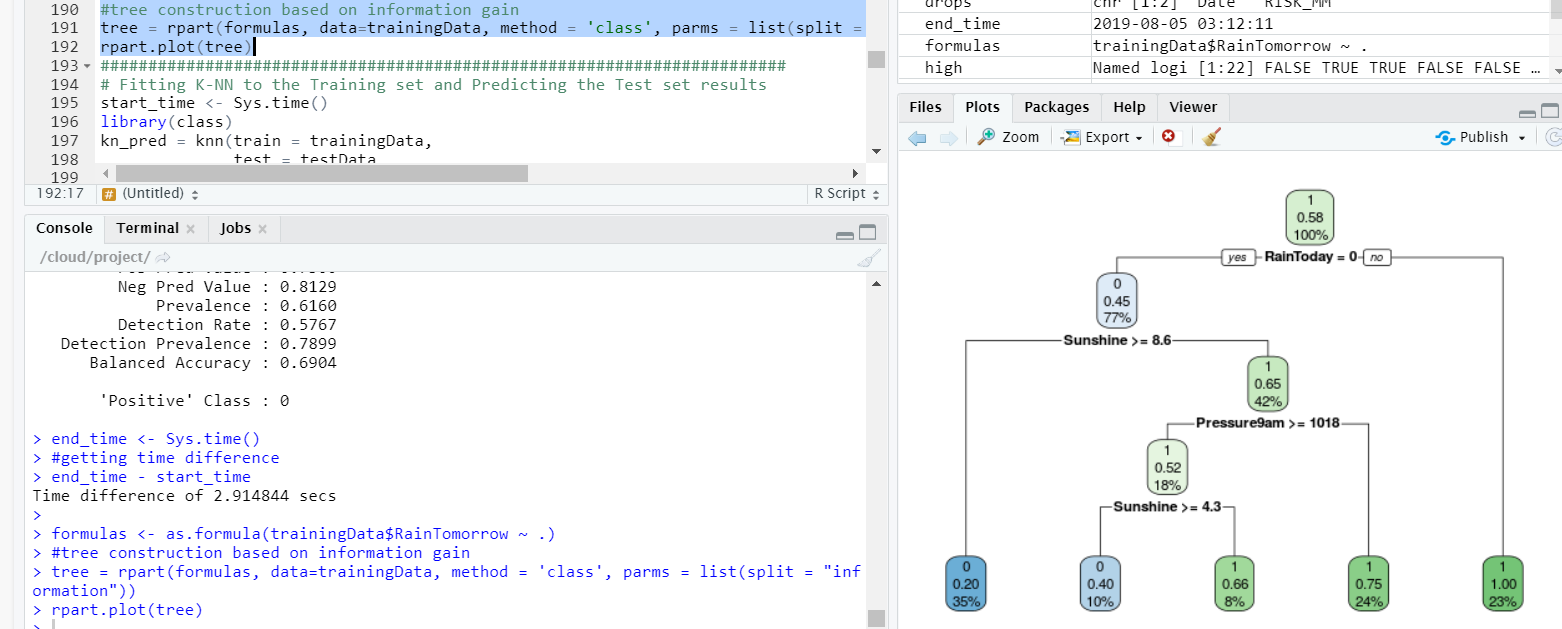 190 #tree construction based on information gain
191 tree = rpart(formulas, data=trainingData, method = 'class', parms = list(split =
192 rpart.plot(tree)
193 ########################################################################
194 # Fitting K-NN to the Training set and Predicting the Test set results
195 start_time <- Sys.time()
196 library(class)
197 kn_pred = knn(train = trainingData,
198 test = testData
199
192:17 # (Untitled) R Script
Console Terminal Jobs
/cloud/project/
Neg Pred Value : 0.8129
Prevalence : 0.6160
Detection Rate : 0.5767
Detection Prevalence : 0.7899
Balanced Accuracy : 0.6904
'Positive' Class : 0
> end_time <- Sys.time()
> #getting time difference
> end_time - start_time
Time difference of 2.914844 secs
>
> formulas <- as.formula(trainingData$RainTomorrow ~ .)
> #tree construction based on information gain
> tree = rpart(formulas, data=trainingData, method = 'class', parms = list(split = "inf
ormation"))
> rpart.plot(tree)
>
drops chr [1:2] "Date" "RISK_MM"
end_time 2019-08-05 03:12:11
formulas trainingData$RainTomorrow ~ .
high Named logi [1:22] FALSE TRUE TRUE FALSE FALSE …
Files Plots Packages Help Viewer
Zoom Export Publish
1
0.58
100%
yes RainToday = 0 no
0
0.45
77%
Sunshine >= 8.6
1
0.65
42%
Pressure9am >= 1018
1
0.52
18%
Sunshine >= 4.3
0
0.20
35%
0
0.40
10%
1
0.66
8%
1
0.75
24%
1
1.00
23%